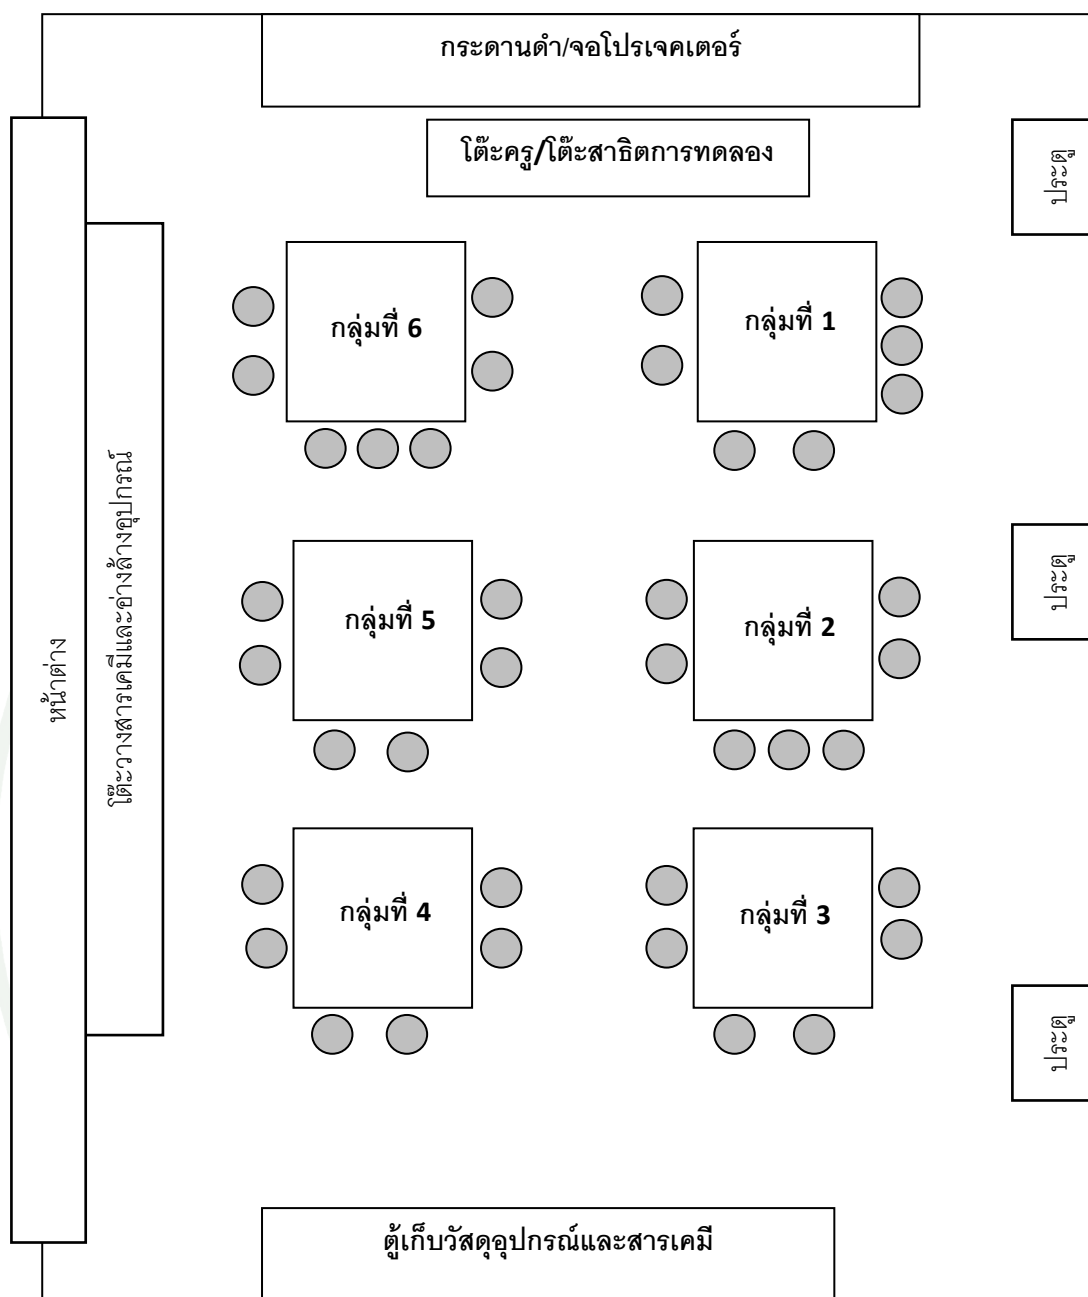 กระดานดำ/จอโปรเจคเตอร์
โต๊ะครู/โต๊ะสาธิตการทดลอง
ประตู
กลุ่มที่ 6
กลุ่มที่ 1
หน้าต่าง
โต๊ะวางสารเคมีและอ่างล้างอุปกรณ์
กลุ่มที่ 5
กลุ่มที่ 2
ประตู
กลุ่มที่ 4
กลุ่มที่ 3
ประตู
ตู้เก็บวัสดุอุปกรณ์และสารเคมี